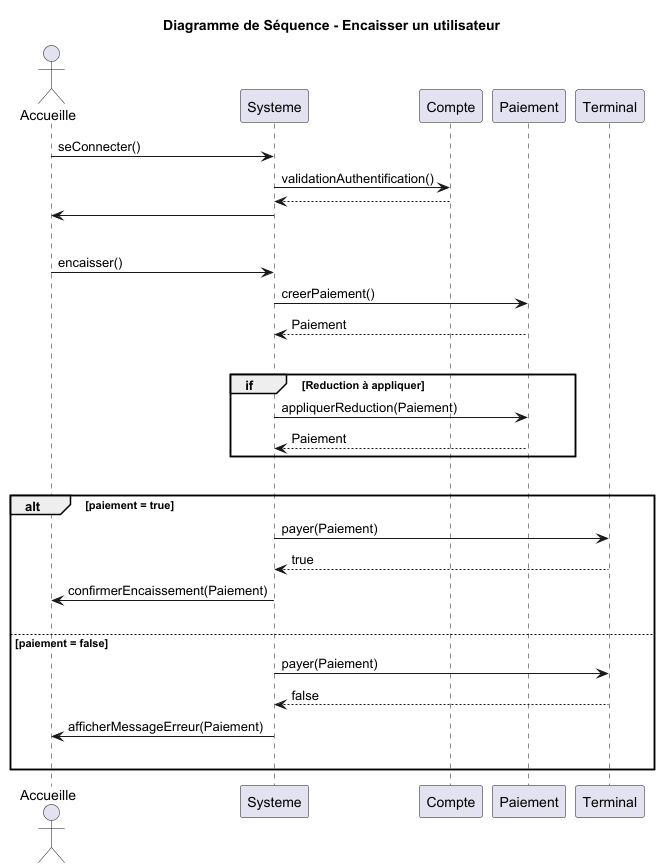 Diagramme de Séquence - Encaisser un utilisateur
Accueille
Systeme
Compte
Paiement
Terminal
seConnecter()
validationAuthentification()
encaisser()
creerPaiement()
Paiement
if
[Reduction à appliquer]
appliquerReduction(Paiement)
Paiement
alt
[paiement = true]
payer(Paiement)
true
confirmerEncaissement(Paiement)
[paiement = false]
payer(Paiement)
false
afficherMessageErreur(Paiement)
Accueille
Systeme
Compte
Paiement
Terminal